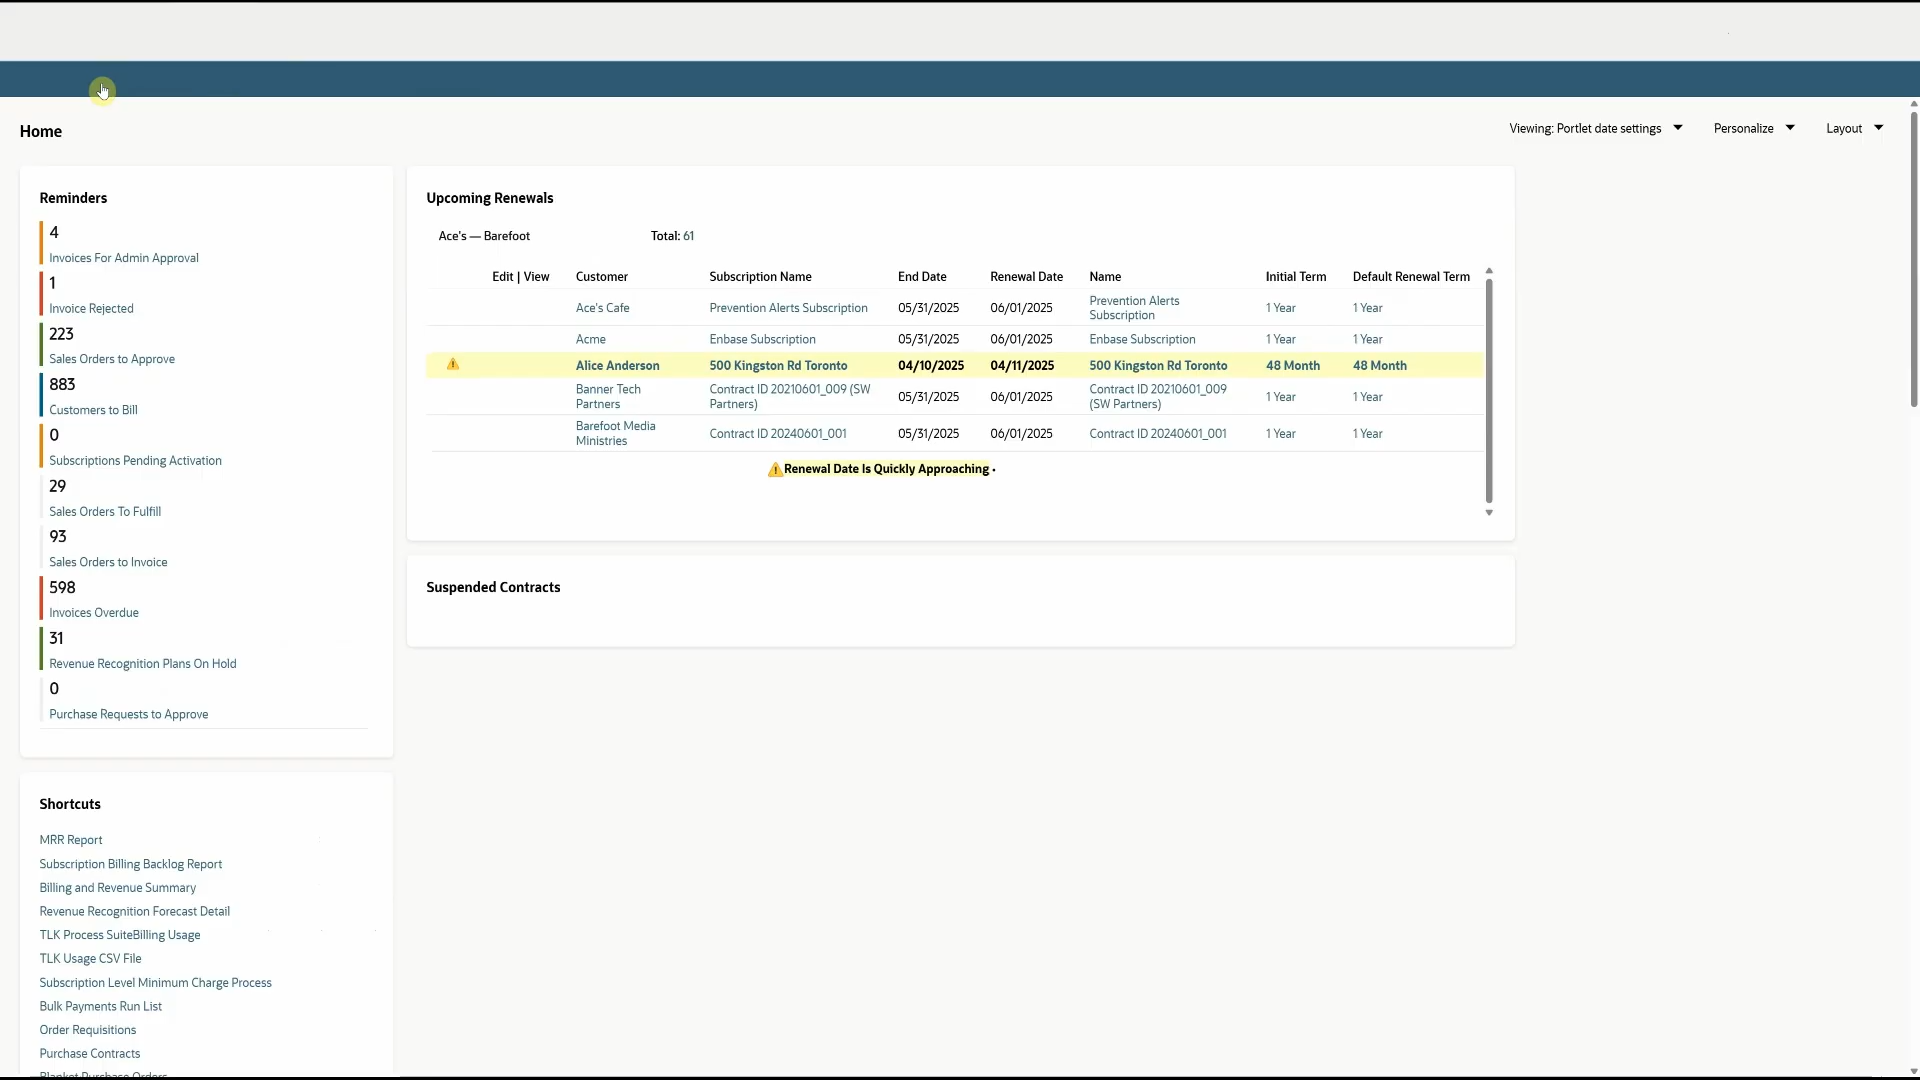 Home
Viewing: Portlet date settings
Personalize
Layout
Reminders
4
Invoices For Admin Approval
1
Invoice Rejected
223
Sales Orders to Approve
883
Customers to Bill
0
Subscriptions Pending Activation
29
Sales Orders To Fulfill
93
Sales Orders to Invoice
598
Invoices Overdue
31
Revenue Recognition Plans On Hold
0
Purchase Requests to Approve
Shortcuts
MRR Report
Subscription Billing Backlog Report
Billing and Revenue Summary
Revenue Recognition Forecast Detail
TLK Process SuiteBilling Usage
TLK Usage CSV File
Subscription Level Minimum Charge Process
Bulk Payments Run List
Order Requisitions
Purchase Contracts
Blanket Purchase Orders
Upcoming Renewals
Ace's — Barefoot Total: 61
Edit | View Customer Subscription Name End Date Renewal Date Name Initial Term Default Renewal Term
Ace's Cafe Prevention Alerts Subscription 05/31/2025 06/01/2025 Prevention Alerts Subscription 1 Year 1 Year
Acme Enbase Subscription 05/31/2025 06/01/2025 Enbase Subscription 1 Year 1 Year
Alice Anderson 500 Kingston Rd Toronto 04/10/2025 04/11/2025 500 Kingston Rd Toronto 48 Month 48 Month
Banner Tech Partners Contract ID 20210601_009 (SW Partners) 05/31/2025 06/01/2025 Contract ID 20210601_009 (SW Partners) 1 Year 1 Year
Barefoot Media Ministries Contract ID 20240601_001 05/31/2025 06/01/2025 Contract ID 20240601_001 1 Year 1 Year
Renewal Date Is Quickly Approaching •
Suspended Contracts